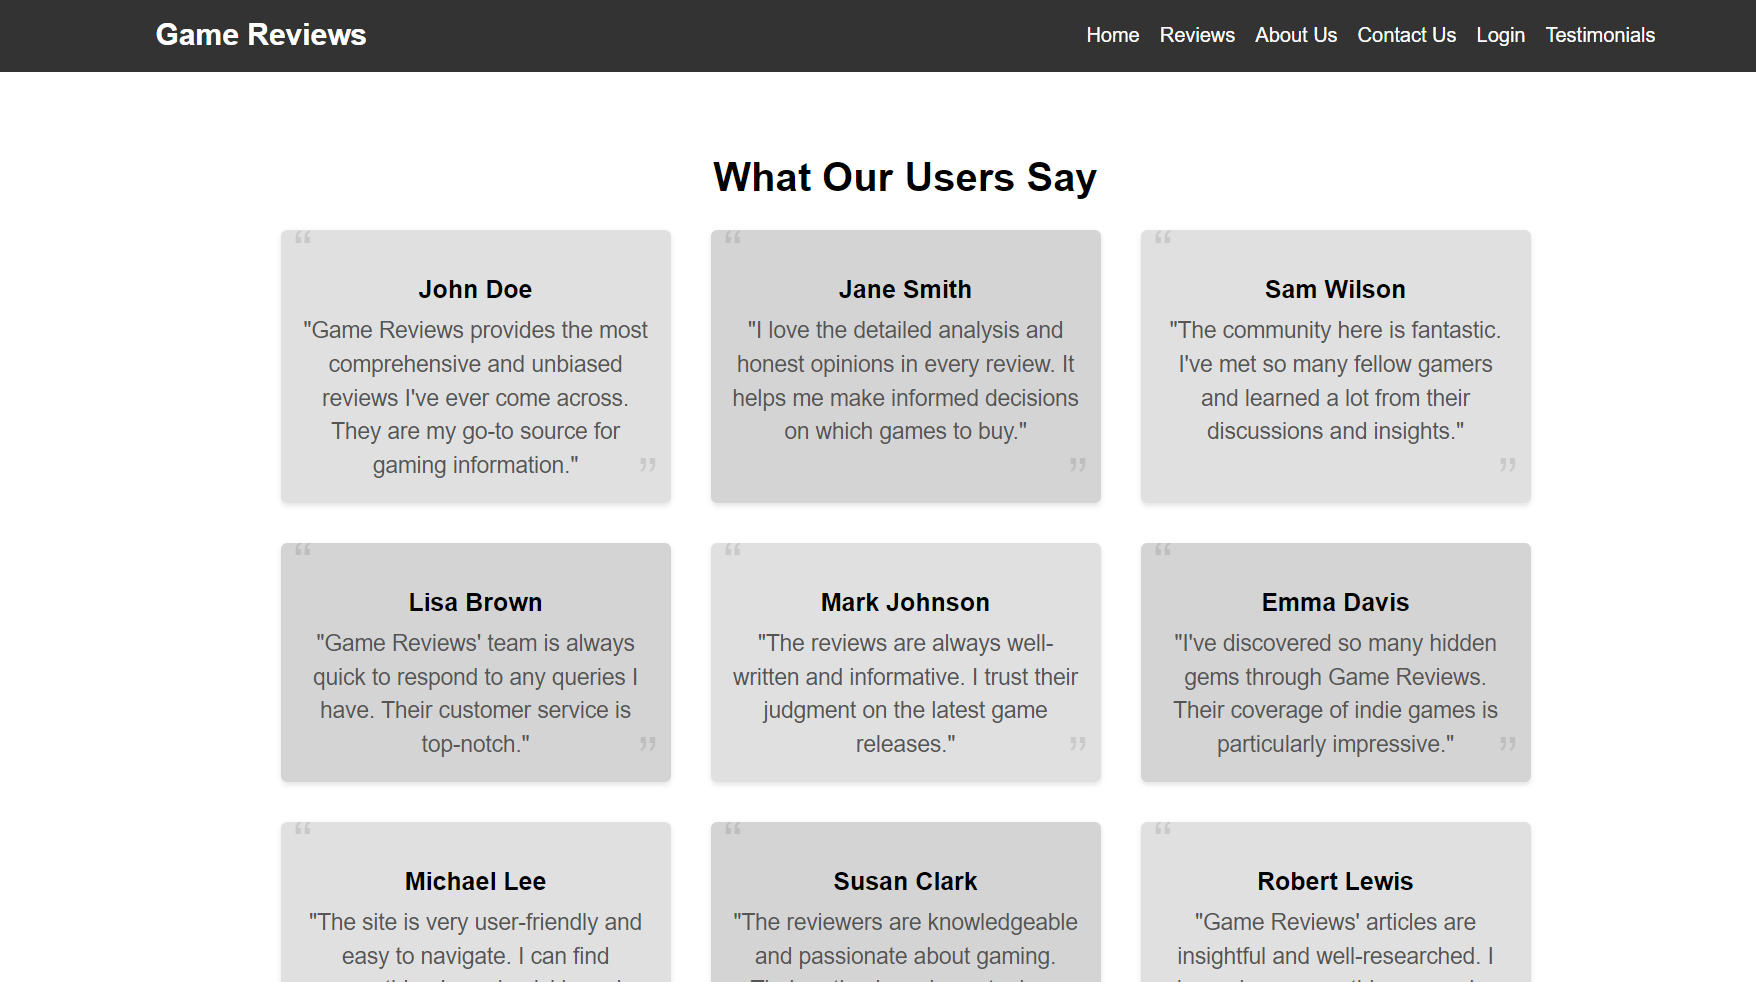 Game Reviews
Home Reviews About Us Contact Us Login Testimonials
What Our Users Say
“
John Doe
"Game Reviews provides the most
comprehensive and unbiased
reviews I've ever come across.
They are my go-to source for
gaming information."
”
“
Jane Smith
"I love the detailed analysis and
honest opinions in every review. It
helps me make informed decisions
on which games to buy."
”
“
Sam Wilson
"The community here is fantastic.
I've met so many fellow gamers
and learned a lot from their
discussions and insights."
”
“
Lisa Brown
"Game Reviews' team is always
quick to respond to any queries I
have. Their customer service is
top-notch."
”
“
Mark Johnson
"The reviews are always well-
written and informative. I trust their
judgment on the latest game
releases."
”
“
Emma Davis
"I've discovered so many hidden
gems through Game Reviews.
Their coverage of indie games is
particularly impressive."
”
“
Michael Lee
"The site is very user-friendly and
easy to navigate. I can find
“
Susan Clark
"The reviewers are knowledgeable
and passionate about gaming.
“
Robert Lewis
"Game Reviews' articles are
insightful and well-researched. I